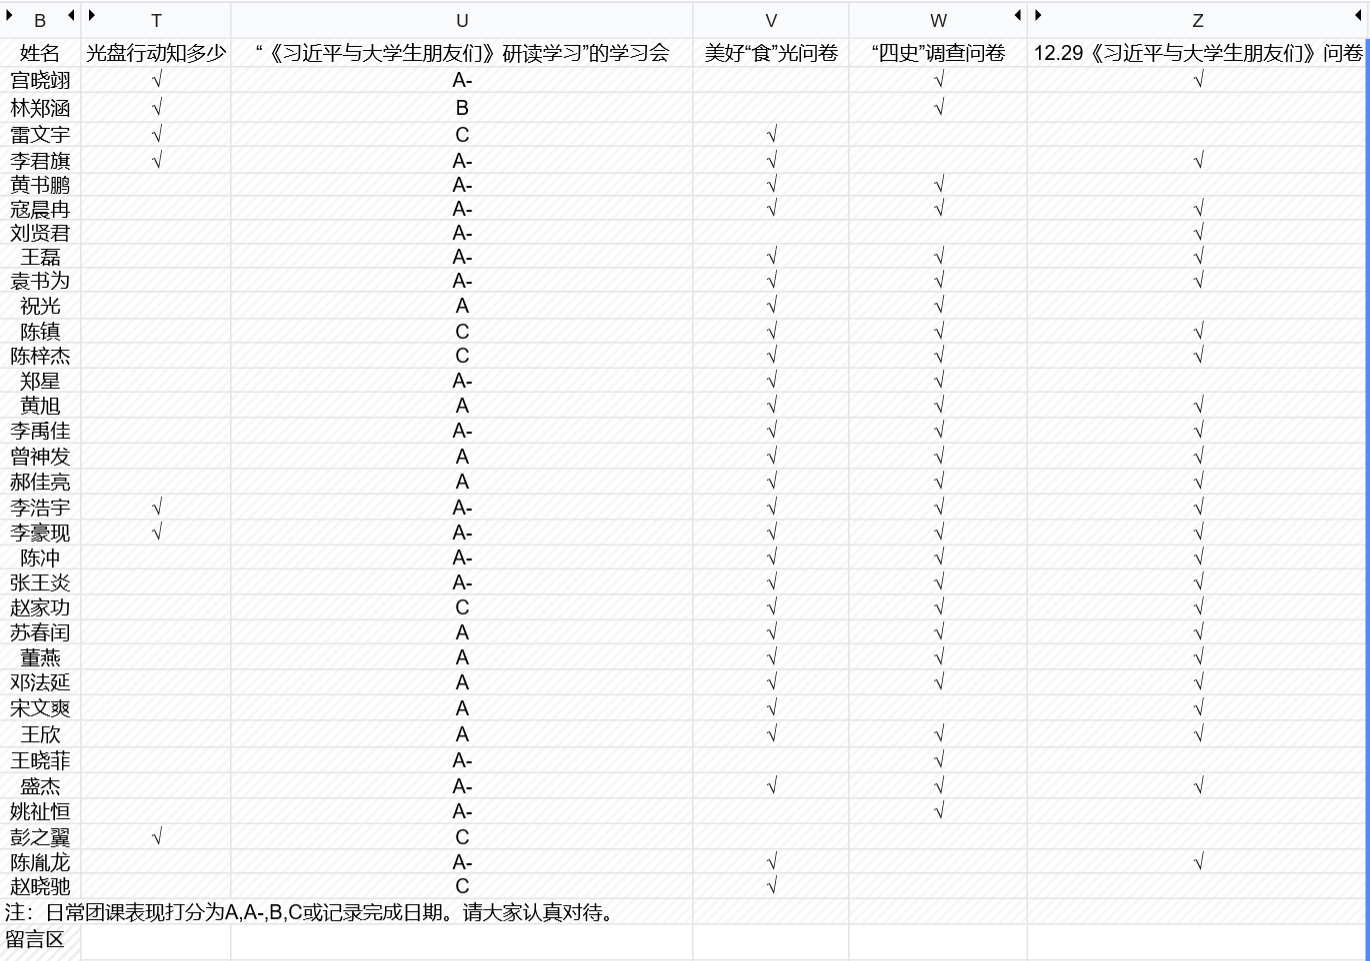 B T U V W Z
姓名 光盘行动知多少 “《习近平与大学生朋友们》研读学习”的学习会 美好“食”光问卷 “四史”调查问卷 12.29《习近平与大学生朋友们》问卷
宫晓翊 √ A- √ √
林郑涵 √ B √
雷文宇 √ C √
李君旗 √ A- √ √
黄书鹏 A- √ √
寇晨冉 A- √ √ √
刘贤君 A- √
王磊 A- √ √ √
袁书为 A- √ √ √
祝光 A √ √
陈镇 C √ √ √
陈梓杰 C √ √ √
郑星 A- √ √
黄旭 A √ √ √
李禹佳 A- √ √ √
曾神发 A √ √ √
郝佳亮 A √ √ √
李浩宇 √ A- √ √ √
李豪现 √ A- √ √ √
陈冲 A- √ √ √
张王炎 A- √ √ √
赵家功 C √ √ √
苏春闰 A √ √ √
董燕 A √ √ √
邓法延 A √ √ √
宋文爽 A √ √
王欣 A √ √ √
王晓菲 A- √
盛杰 A- √ √ √
姚祉恒 A- √
彭之翼 √ C
陈胤龙 A- √ √
赵晓驰 C √
注：日常团课表现打分为A,A-,B,C或记录完成日期。请大家认真对待。
留言区